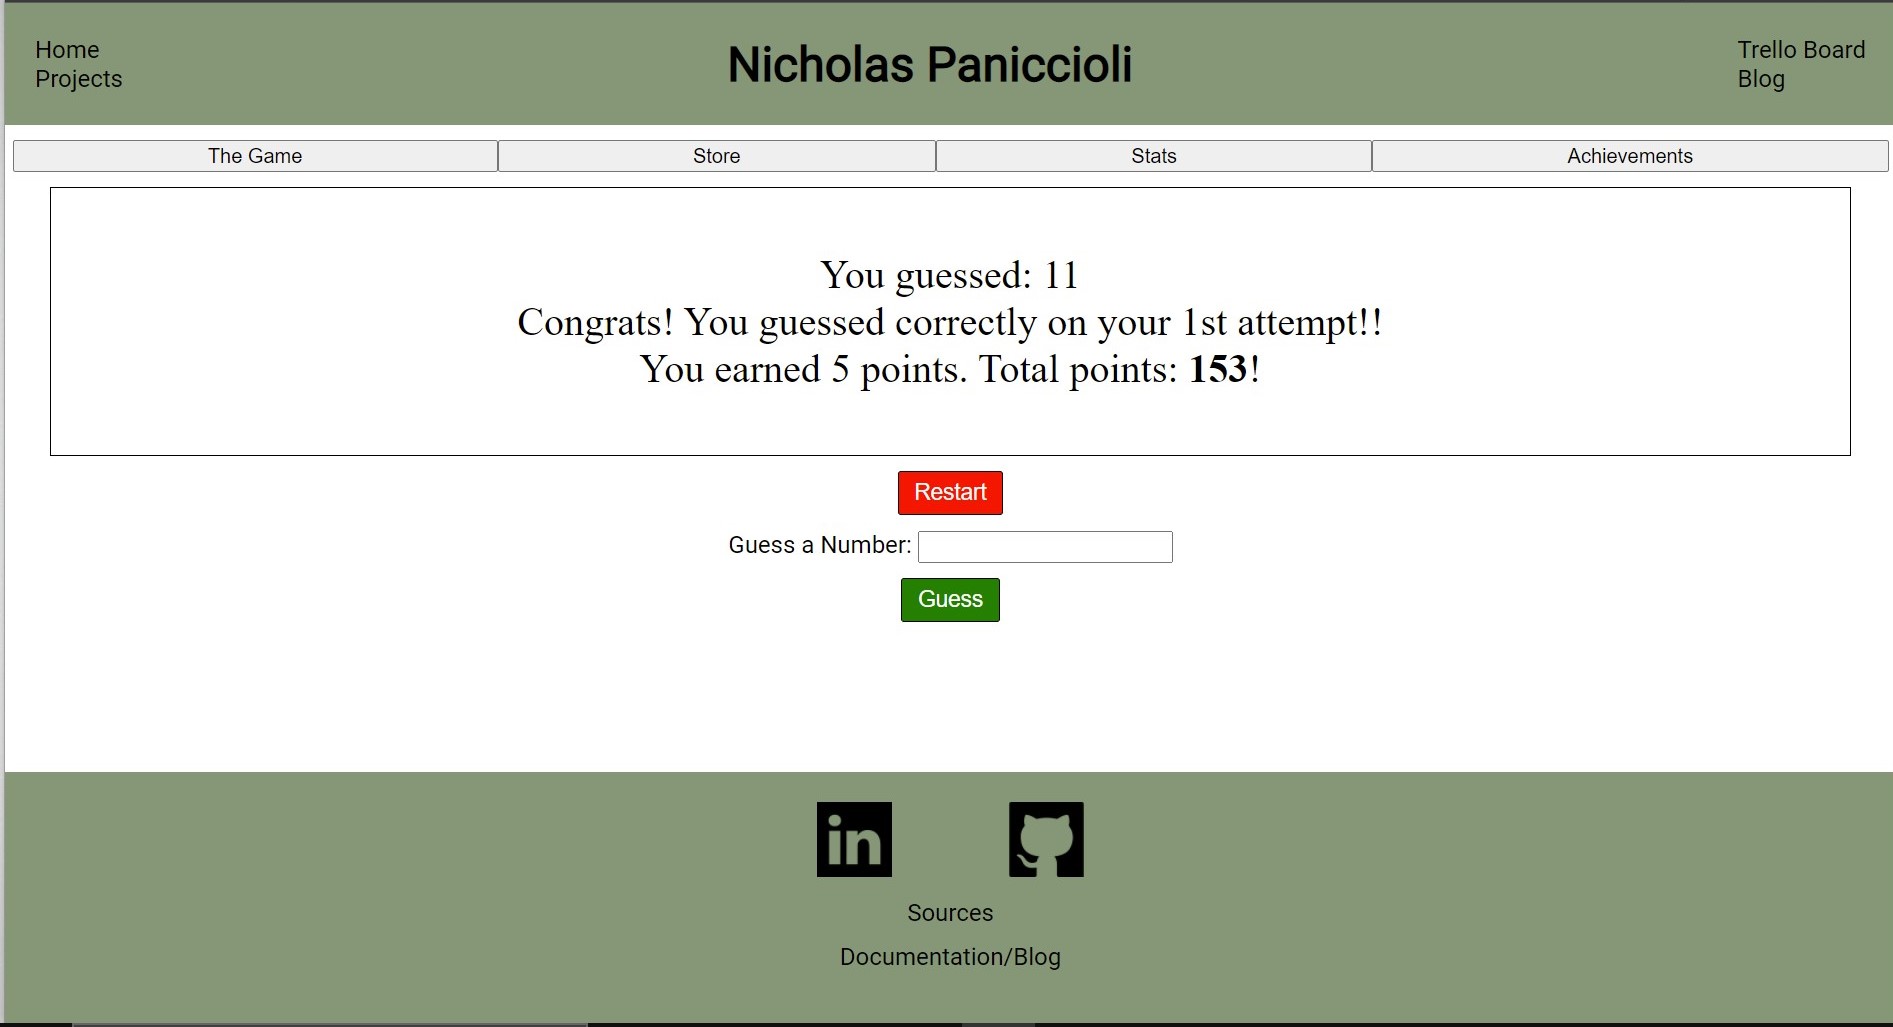 Home
Projects
Nicholas Paniccioli
Trello Board
Blog
The Game
Store
Stats
Achievements
You guessed: 11
Congrats! You guessed correctly on your 1st attempt!!
You earned 5 points. Total points: 153!
Restart
Guess a Number:
Guess
in
Sources
Documentation/Blog